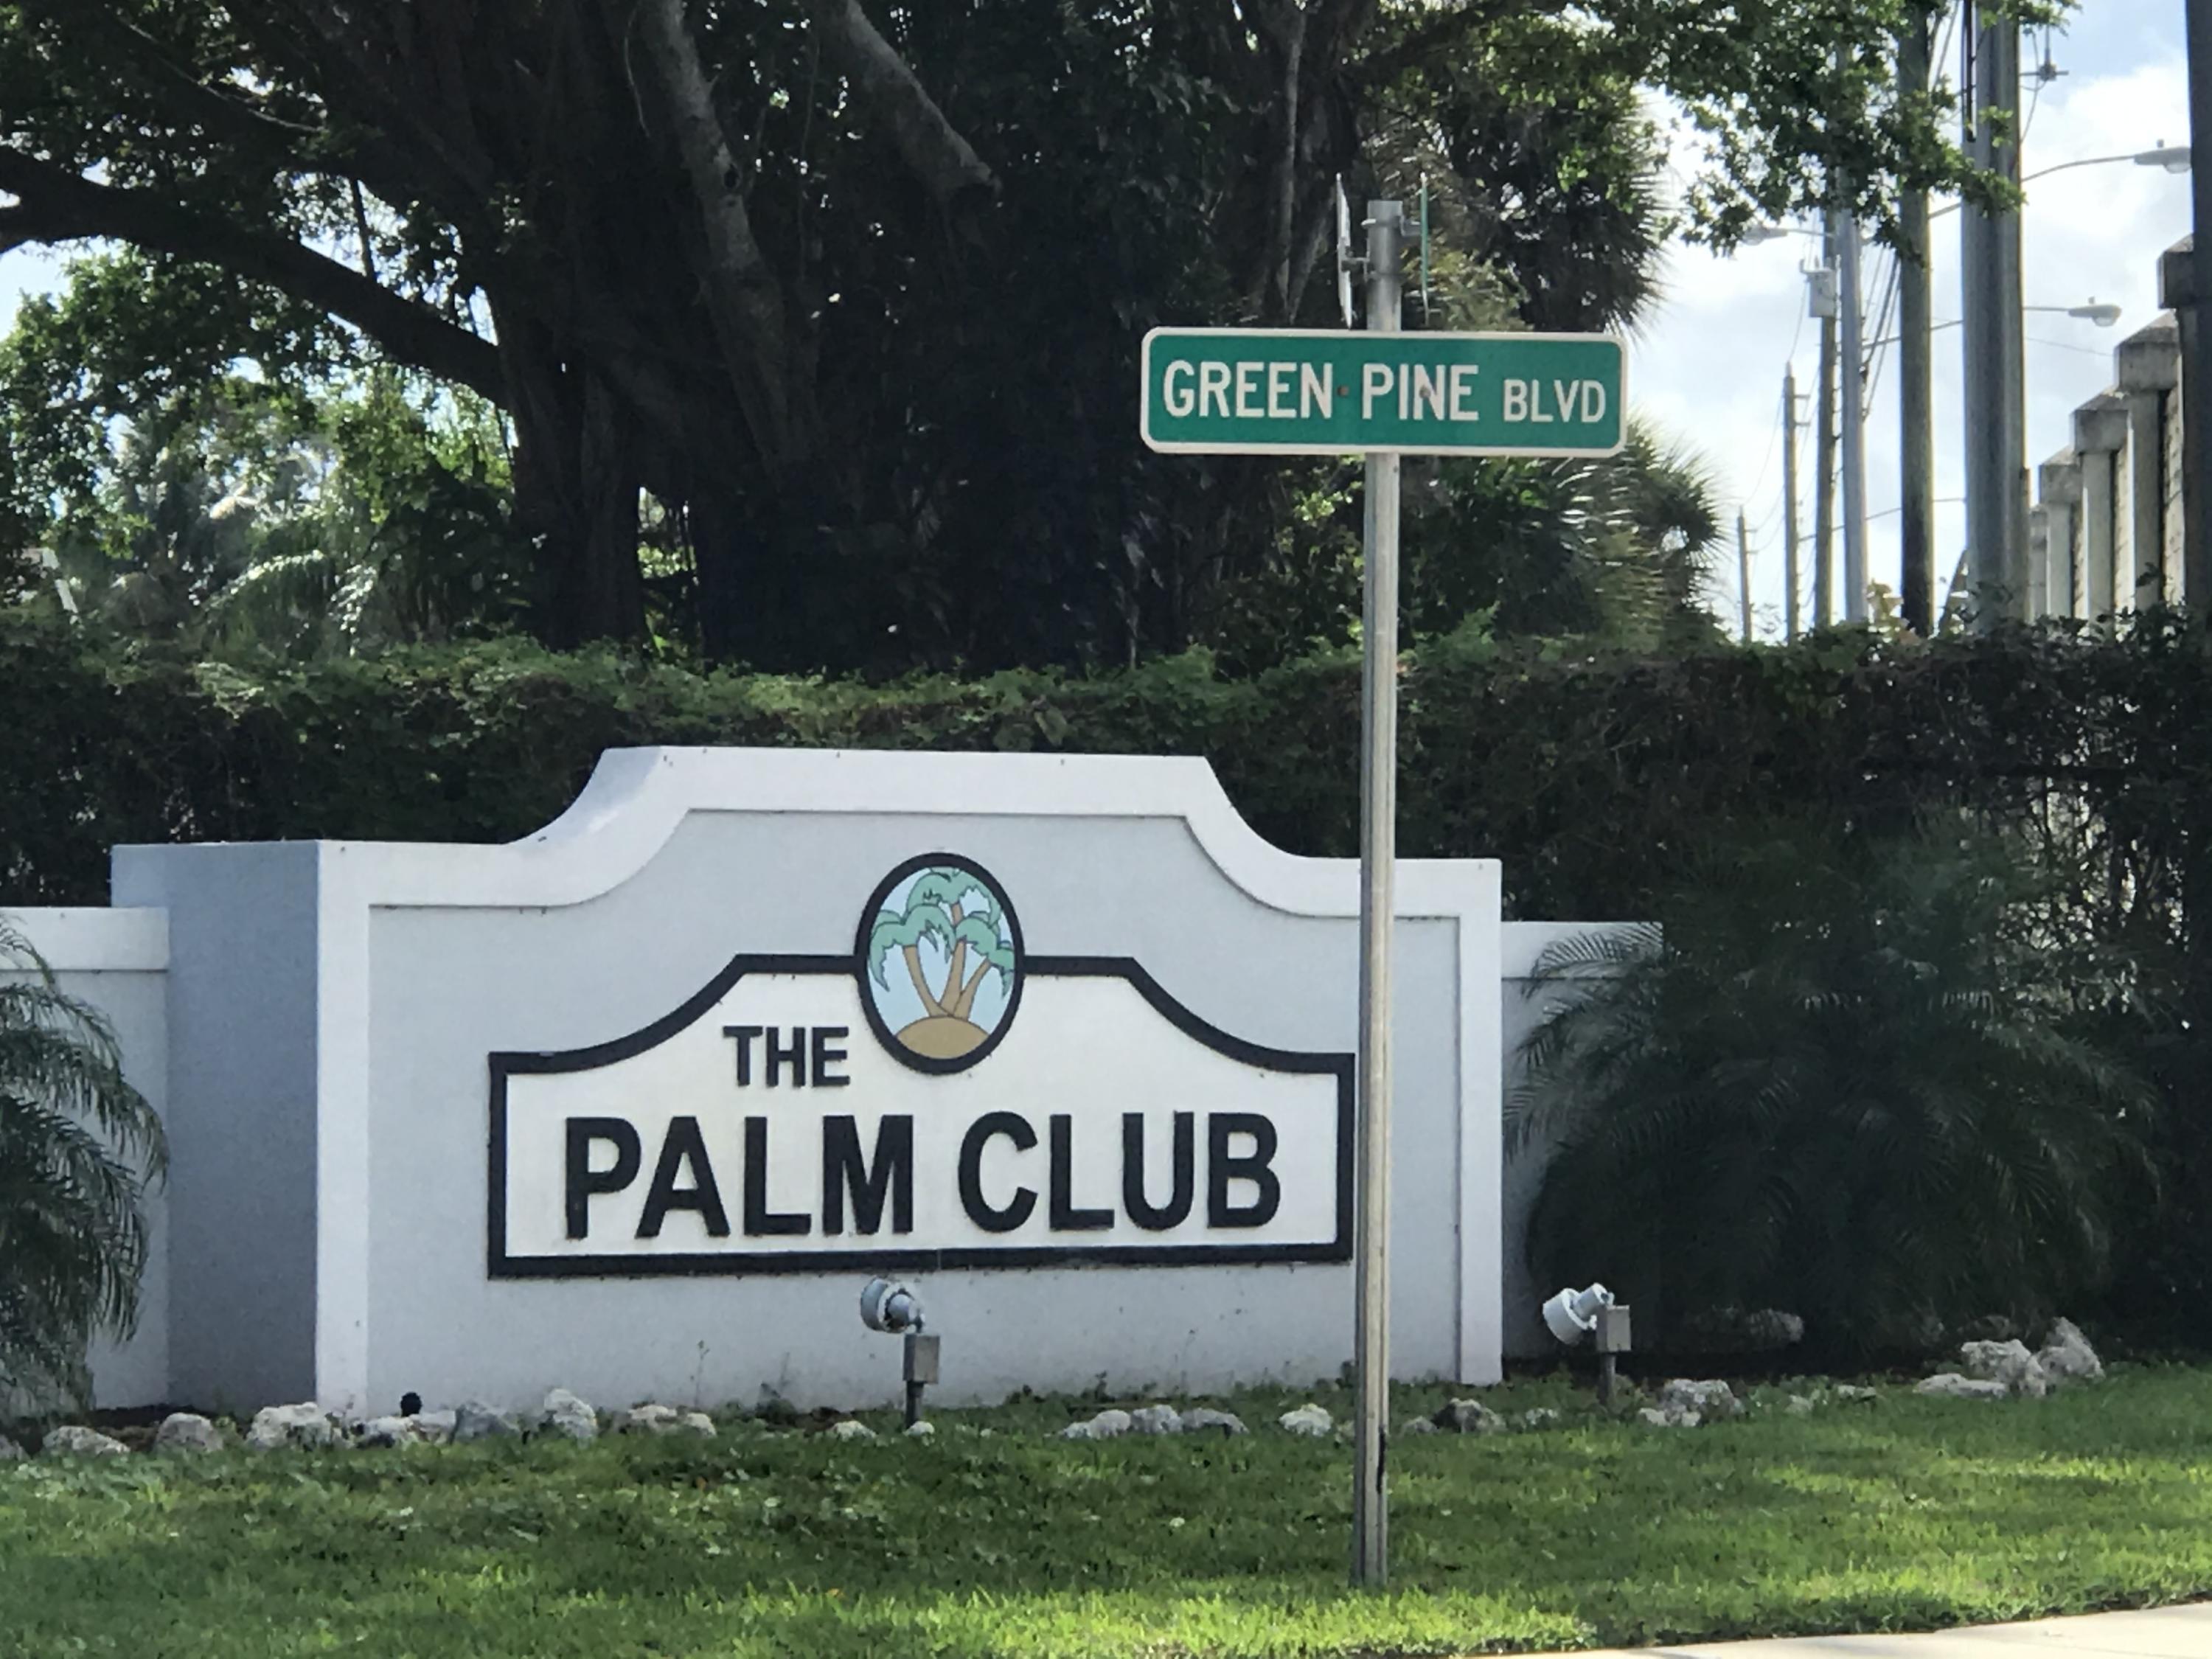 GREEN PINE BLVD
THE
PALM CLUB